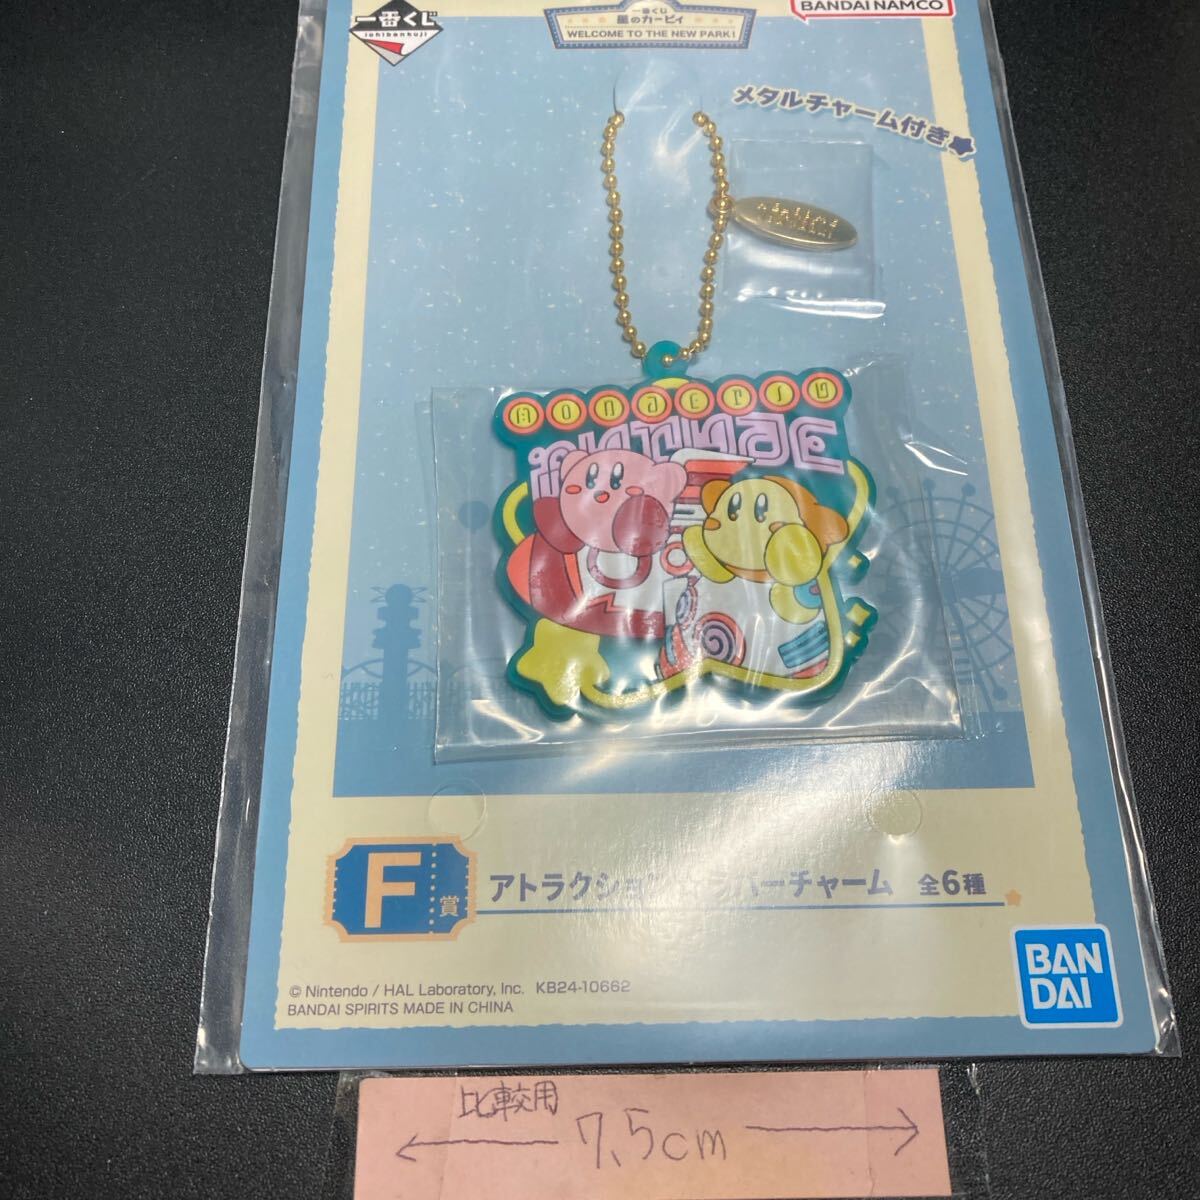 一番くじ
ichibankuji
一番くじ
星のカービィ
WELCOME TO THE NEW PARK!
BANDAI NAMCO
メタルチャーム付き
F賞
アトラクション
バーチャーム 全6種
© Nintendo / HAL Laboratory, Inc. KB24-10662
BANDAI SPIRITS MADE IN CHINA
BAN
DAI
比較用
7.5cm